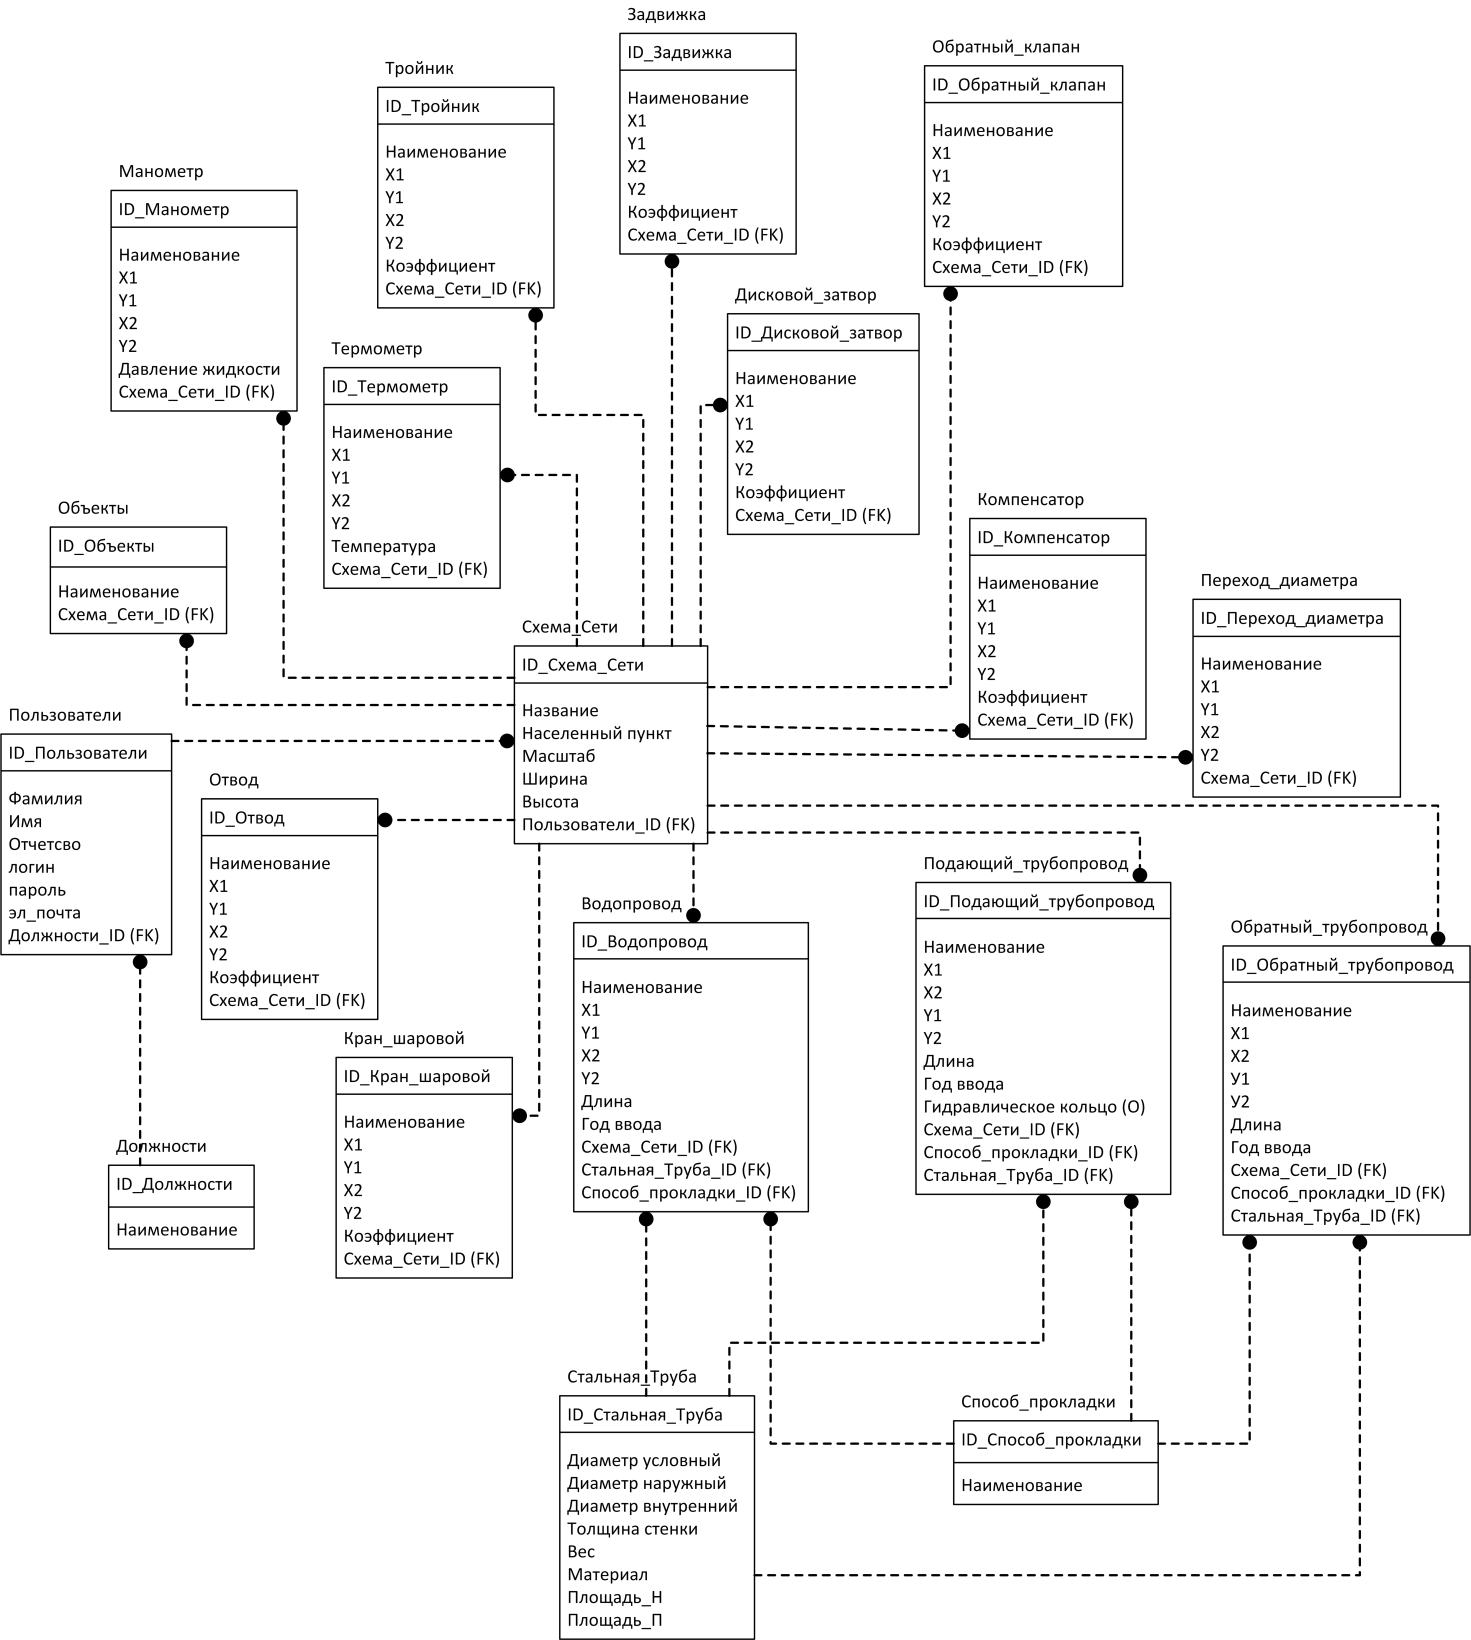 Задвижка
ID_Задвижка
Наименование
X1
Y1
X2
Y2
Коэффициент
Схема_Сети_ID (FK)
Обратный_клапан
ID_Обратный_клапан
Наименование
X1
Y1
X2
Y2
Коэффициент
Схема_Сети_ID (FK)
Тройник
ID_Тройник
Наименование
X1
Y1
X2
Y2
Коэффициент
Схема_Сети_ID (FK)
Манометр
ID_Манометр
Наименование
X1
Y1
X2
Y2
Давление жидкости
Схема_Сети_ID (FK)
Дисковой_затвор
ID_Дисковой_затвор
Наименование
X1
Y1
X2
Y2
Коэффициент
Схема_Сети_ID (FK)
Термометр
ID_Термометр
Наименование
X1
Y1
X2
Y2
Температура
Схема_Сети_ID (FK)
Компенсатор
ID_Компенсатор
Наименование
X1
Y1
X2
Y2
Коэффициент
Схема_Сети_ID (FK)
Объекты
ID_Объекты
Наименование
Схема_Сети_ID (FK)
Переход_диаметра
ID_Переход_диаметра
Наименование
X1
Y1
X2
Y2
Схема_Сети_ID (FK)
Схема_Сети
ID_Схема_Сети
Название
Населенный пункт
Масштаб
Ширина
Высота
Пользователи_ID (FK)
Пользователи
ID_Пользователи
Фамилия
Имя
Отчетсво
логин
пароль
эл_почта
Должности_ID (FK)
Отвод
ID_Отвод
Наименование
X1
Y1
X2
Y2
Коэффициент
Схема_Сети_ID (FK)
Подающий_трубопровод
ID_Подающий_трубопровод
Наименование
X1
X2
Y1
Y2
Длина
Год ввода
Гидравлическое кольцо (O)
Схема_Сети_ID (FK)
Способ_прокладки_ID (FK)
Стальная_Труба_ID (FK)
Водопровод
ID_Водопровод
Наименование
X1
Y1
X2
Y2
Длина
Год ввода
Схема_Сети_ID (FK)
Стальная_Труба_ID (FK)
Способ_прокладки_ID (FK)
Обратный_трубопровод
ID_Обратный_трубопровод
Наименование
X1
X2
У1
У2
Длина
Год ввода
Схема_Сети_ID (FK)
Способ_прокладки_ID (FK)
Стальная_Труба_ID (FK)
Кран_шаровой
ID_Кран_шаровой
Наименование
X1
Y1
X2
Y2
Коэффициент
Схема_Сети_ID (FK)
Должности
ID_Должности
Наименование
Стальная_Труба
ID_Стальная_Труба
Диаметр условный
Диаметр наружный
Диаметр внутренний
Толщина стенки
Вес
Материал
Площадь_Н
Площадь_П
Способ_прокладки
ID_Способ_прокладки
Наименование